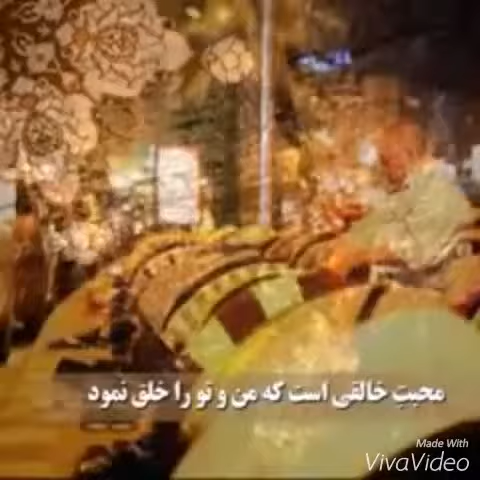 محبتِ خالقی است که من و تو را خلق نمود
Made With
VivaVideo